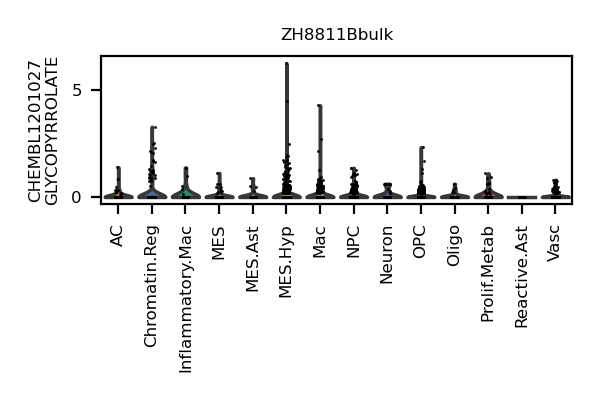 ZH8811Bbulk
CHEMBL1201027
GLYCOPYRROLATE
5
0
AC
Chromatin.Reg
Inflammatory.Mac
MES
MES.Ast
MES.Hyp
Mac
NPC
Neuron
OPC
Oligo
Prolif.Metab
Reactive.Ast
Vasc